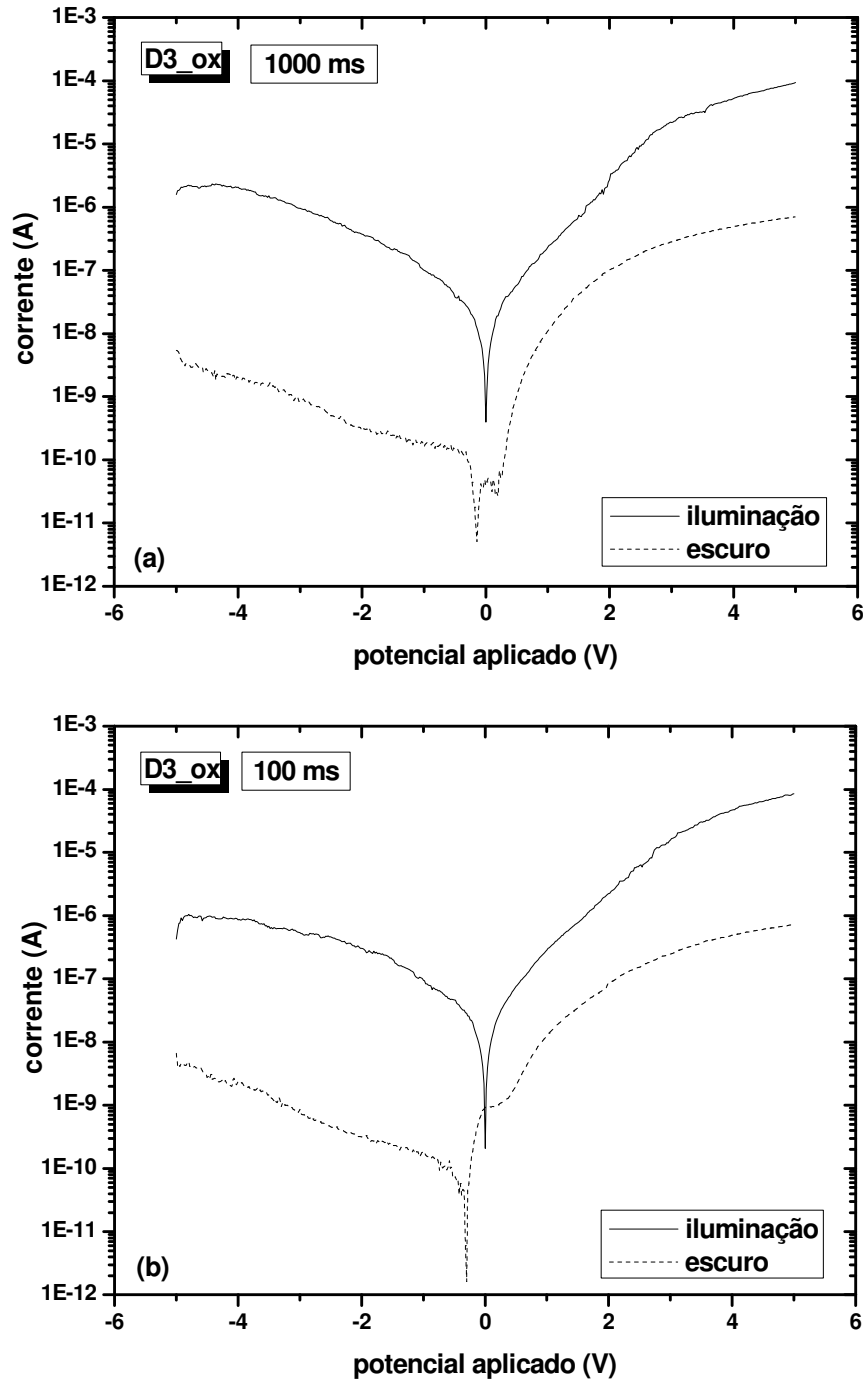 1E-3
D3_ox 1000 ms
1E-4
1E-5
1E-6
1E-7
1E-8
1E-9
1E-10
1E-11
1E-12
corrente (A)
iluminação
escuro
(a)
-6 -4 -2 0 2 4 6
potencial aplicado (V)
1E-3
D3_ox 100 ms
1E-4
1E-5
1E-6
1E-7
1E-8
1E-9
1E-10
1E-11
1E-12
corrente (A)
iluminação
escuro
(b)
-6 -4 -2 0 2 4 6
potencial aplicado (V)